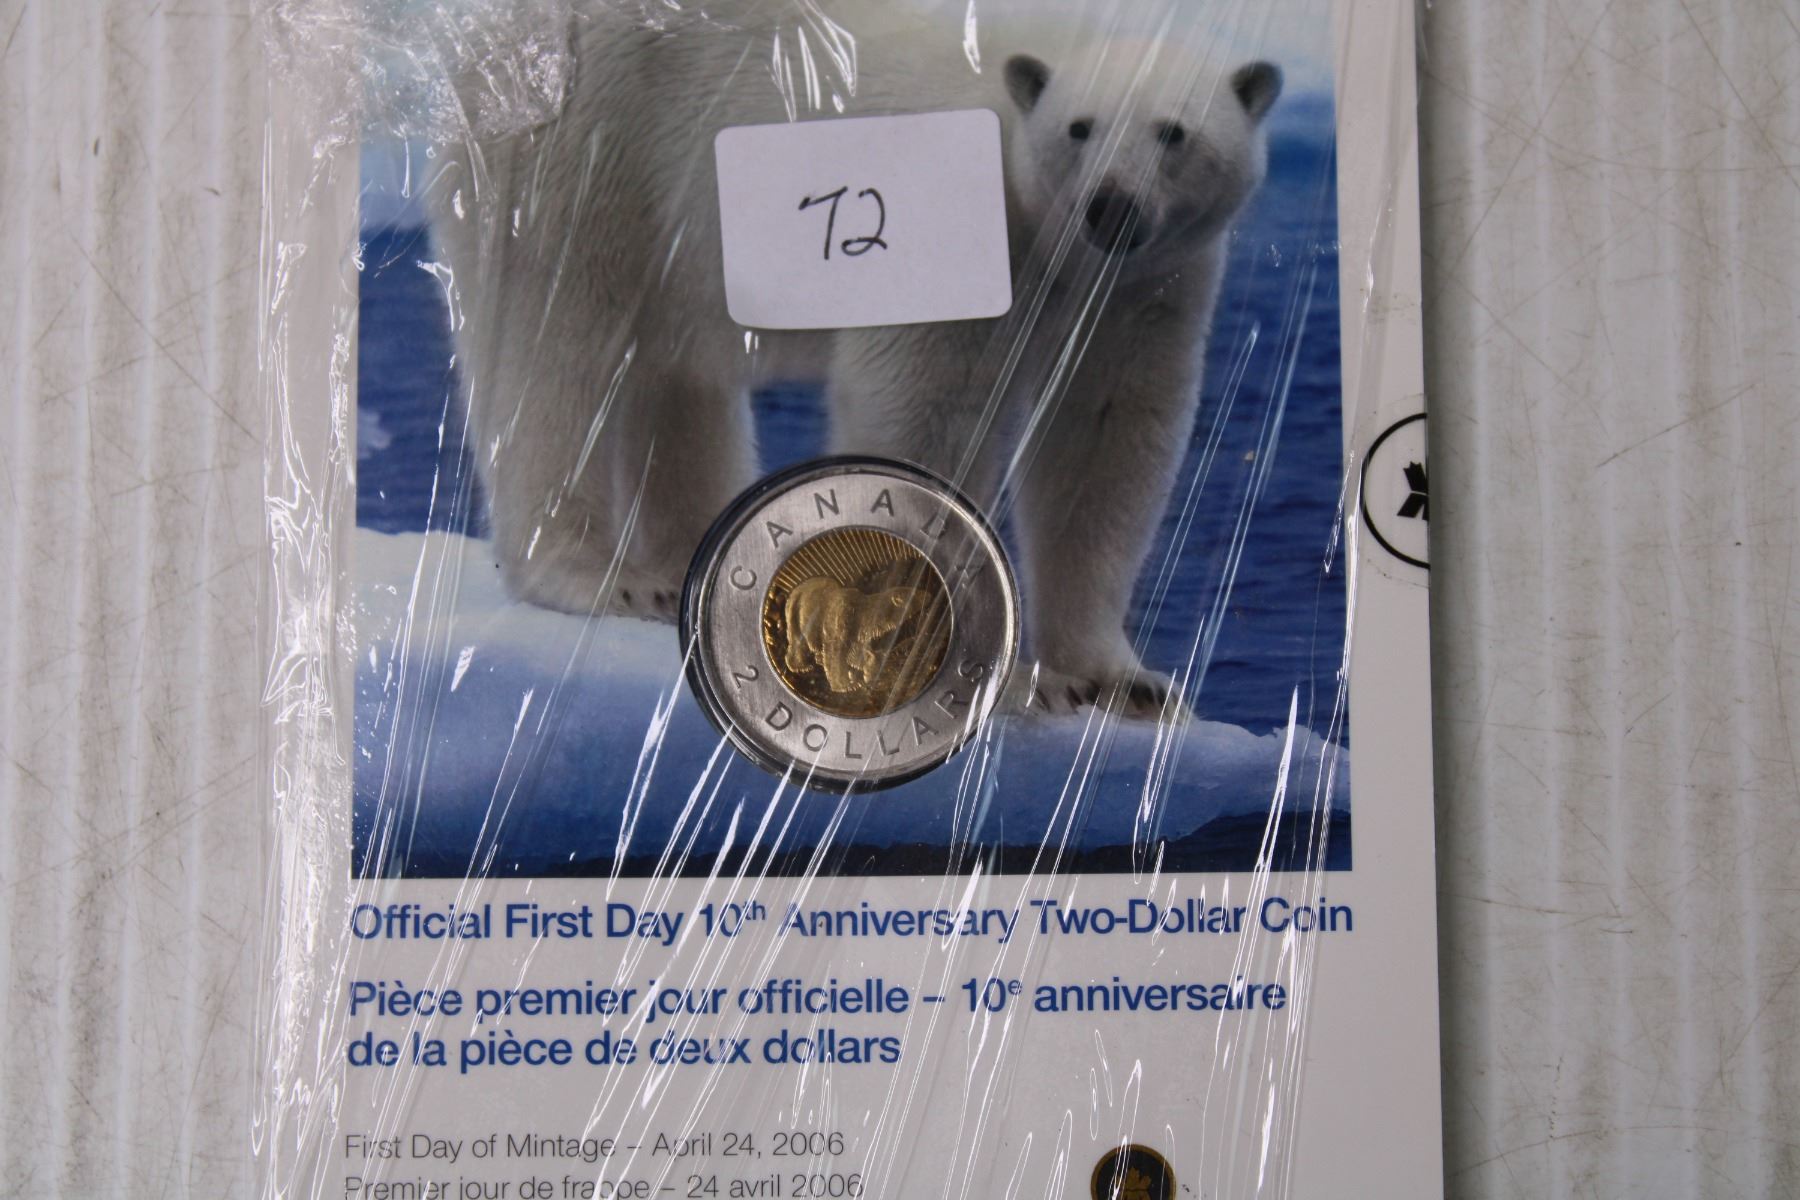 72
CANADA
2 DOLLARS
Official First Day 10th Anniversary Two-Dollar Coin
Pièce premier jour officielle – 10e anniversaire
de la pièce de deux dollars
First Day of Mintage – April 24, 2006
Premier jour de frappe – 24 avril 2006